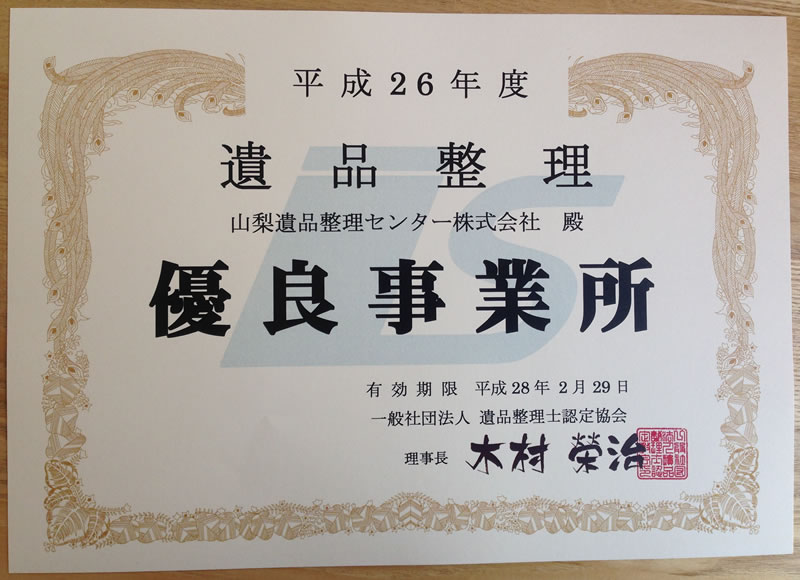 平成26年度
遺品整理
山梨遺品整理センター株式会社 殿
優良事業所
有効期限 平成28年2月29日
一般社団法人 遺品整理士認定協会
理事長 木村 榮治